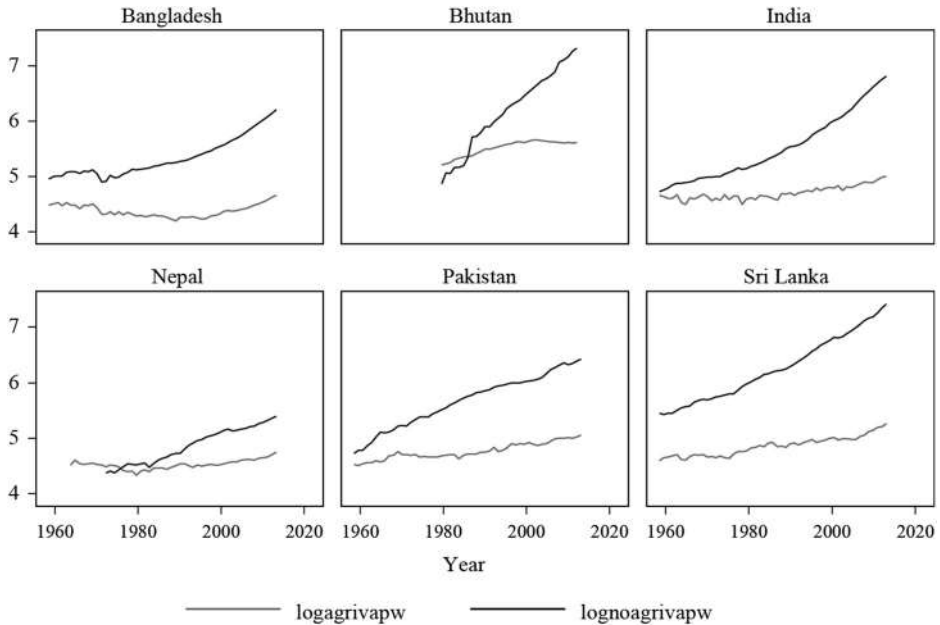 Bangladesh Bhutan India
7
6
5
4
Nepal Pakistan Sri Lanka
7
6
5
4
1960 1980 2000 2020 1960 1980 2000 2020 1960 1980 2000 2020
Year
logagrivapw lognoagrivapw